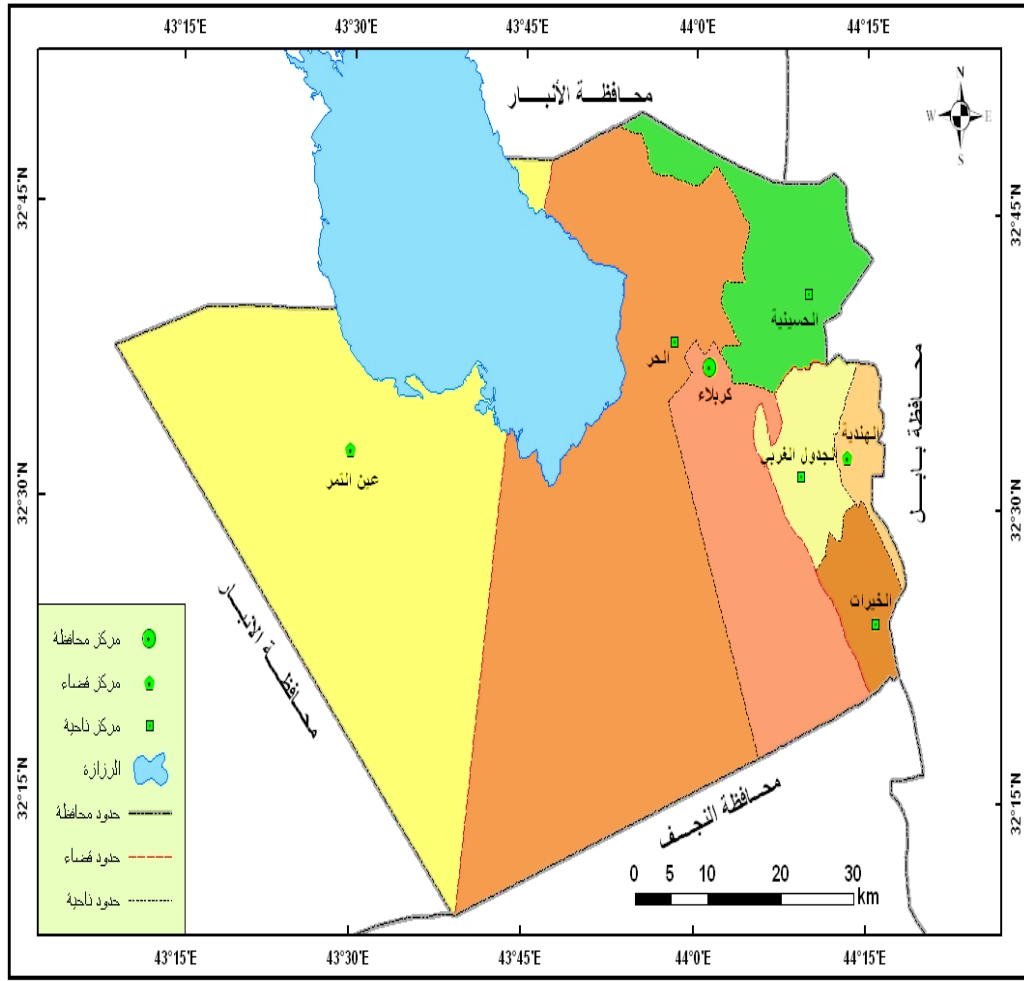 43°15'E 43°30'E 43°45'E 44°0'E 44°15'E
محافظة الأنبار
N
W E
S
32°45'N
32°45'N
الحسينية
الحر
كربلاء
محافظة بابل
الهندية
لجدول الغربي
عين التمر
32°30'N
32°30'N
الخيرات
محافظة الانبار
مركز محافظة
مركز قضاء
مركز ناحية
الرزازة
حدود محافظة
حدود قضاء
حدود ناحية
32°15'N
32°15'N
محافظة النجف
0 5 10 20 30
km
43°15'E 43°30'E 43°45'E 44°0'E 44°15'E